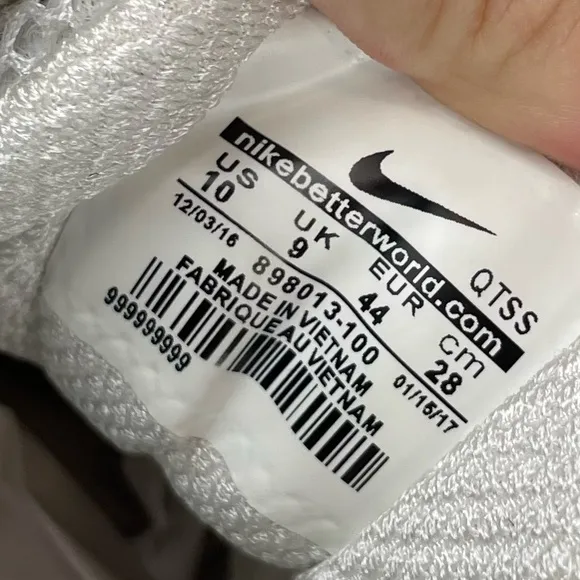 QTSS
nikebetterworld.com
US UK EUR cm
10 9 44 28
12/03/16 01/15/17
898013-100
MADE IN VIETNAM
FABRIQUE AU VIETNAM
999999999